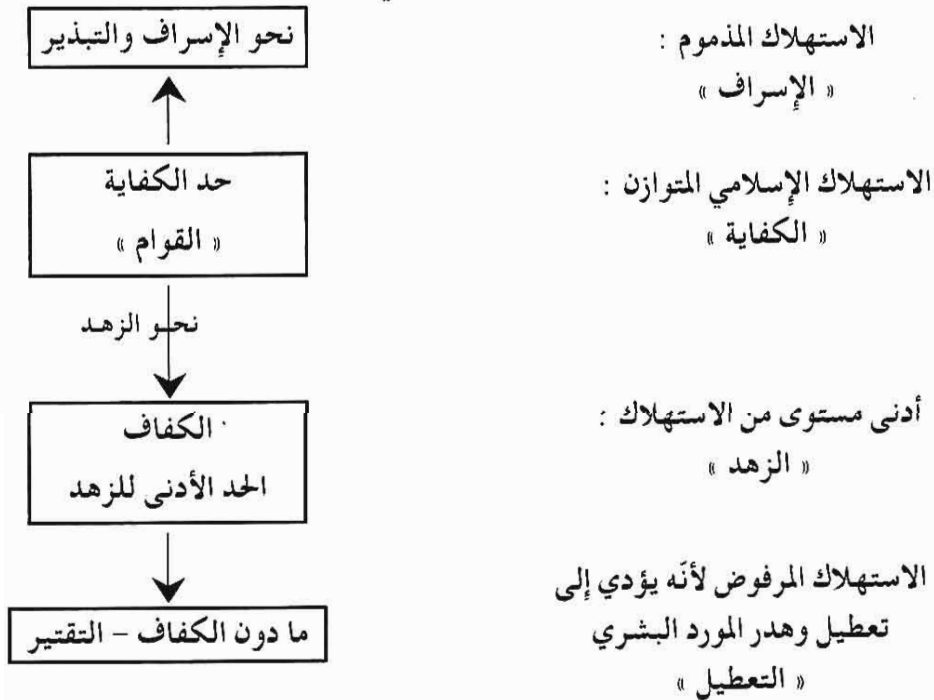 الاستهلاك المذموم :
« الإسراف »
نحو الإسراف والتبذير
الاستهلاك الإسلامي المتوازن :
« الكفاية »
حد الكفاية
« القوام »
نحو الزهد
أدنى مستوى من الاستهلاك :
« الزهد »
الكفاف
الحد الأدنى للزهد
الاستهلاك المرفوض لأنّه يؤدي إلى
تعطيل وهدر المورد البشري
« التعطيل »
ما دون الكفاف – التقتير